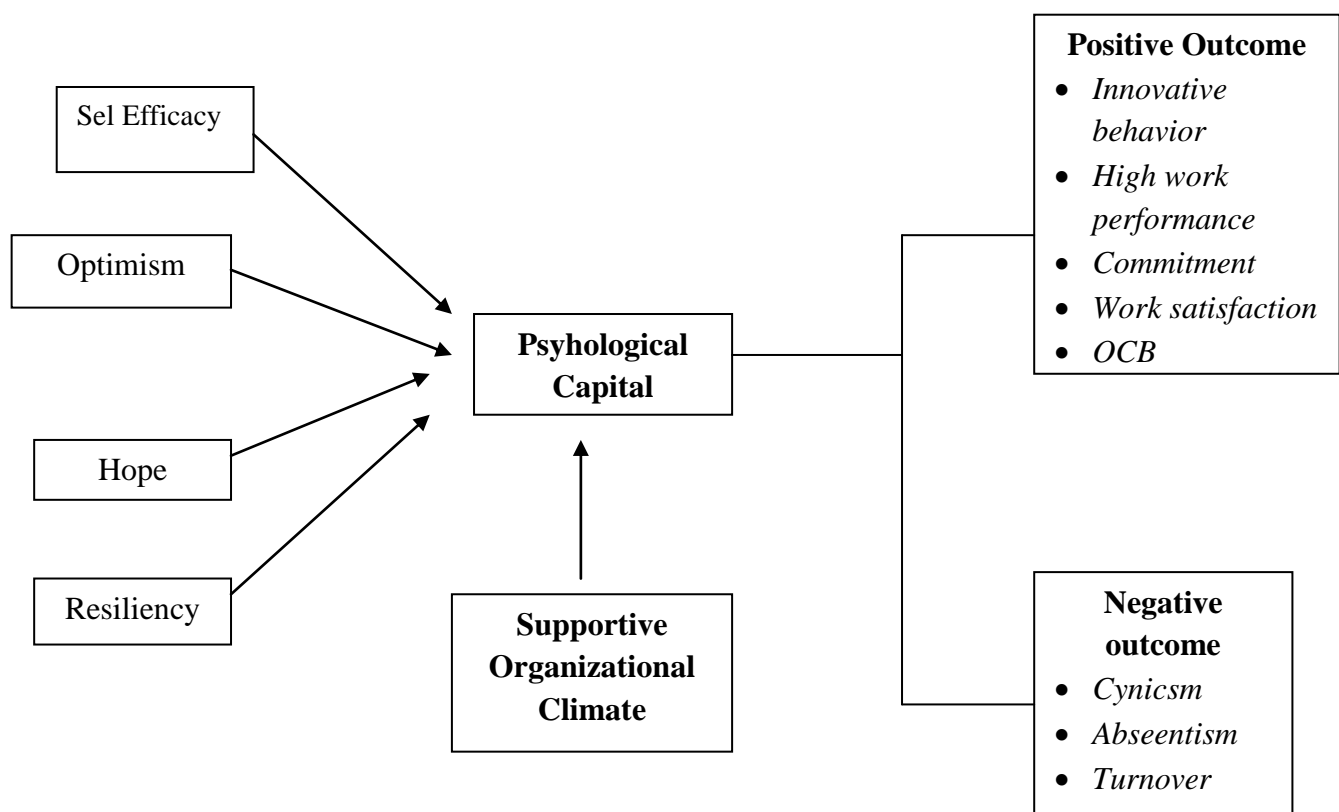 Sel Efficacy
Optimism
Hope
Resiliency
Psyhological
Capital
Supportive
Organizational
Climate
Positive Outcome
• Innovative
behavior
• High work
performance
• Commitment
• Work satisfaction
• OCB
Negative
outcome
• Cynicsm
• Abseentism
• Turnover